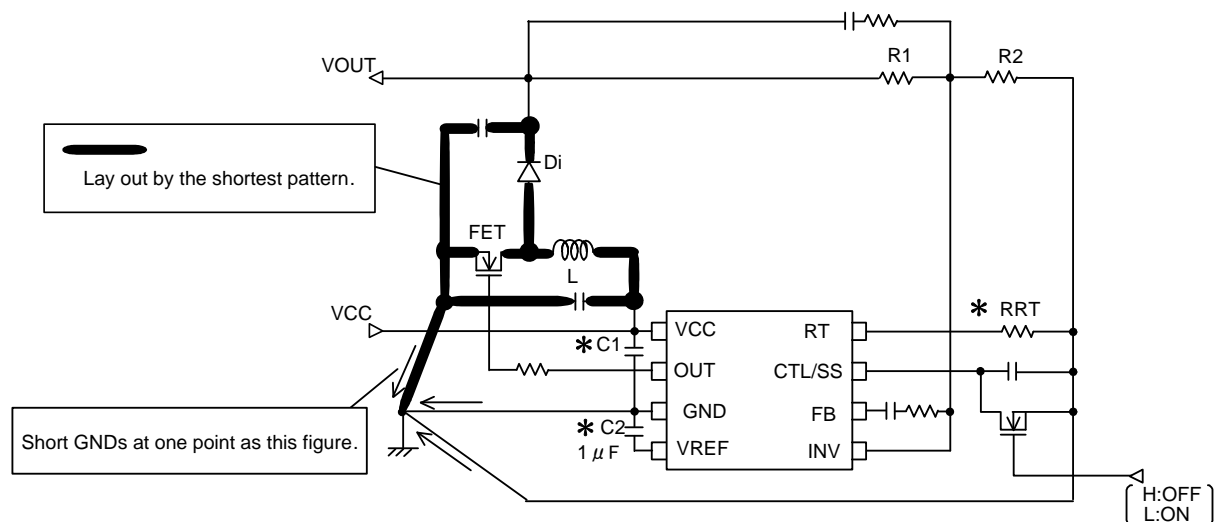 VOUT
R1
R2
Di
Lay out by the shortest pattern.
FET
L
VCC
* C1
* C2
1 μ F
VCC
OUT
GND
VREF
RT
CTL/SS
FB
INV
* RRT
Short GNDs at one point as this figure.
H:OFF
L:ON